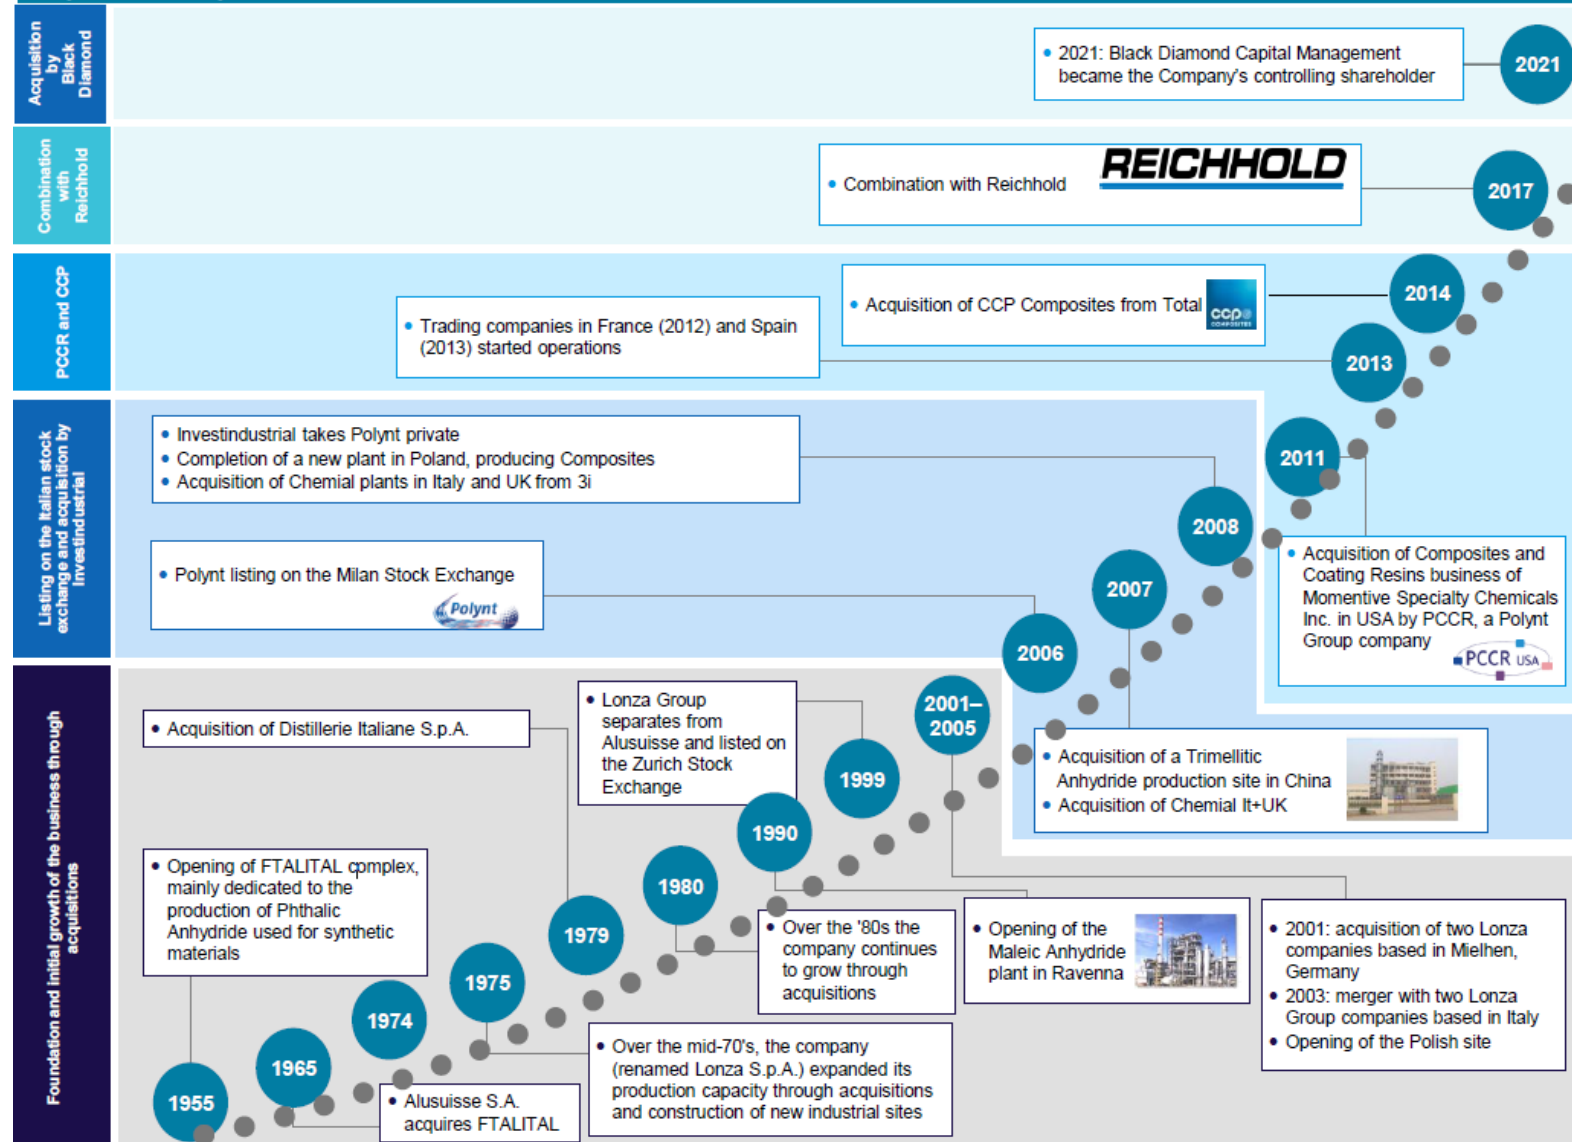 Acquisition
by
Black
Diamond
• 2021: Black Diamond Capital Management
became the Company's controlling shareholder
2021
Combination
with
Reichhold
• Combination with Reichhold
REICHHOLD
2017
PCCR and CCP
• Acquisition of CCP Composites from Total
ccp
COMPOSITES
2014
• Trading companies in France (2012) and Spain
(2013) started operations
2013
Listing on the Italian stock
exchange and acquisition by
Investindustrial
• Investindustrial takes Polynt private
• Completion of a new plant in Poland, producing Composites
• Acquisition of Chemial plants in Italy and UK from 3i
2011
2008
• Polynt listing on the Milan Stock Exchange
Polynt
2007
2006
• Acquisition of Composites and
Coating Resins business of
Momentive Specialty Chemicals
Inc. in USA by PCCR, a Polynt
Group company
PCCR USA
• Acquisition of a Trimellitic
Anhydride production site in China
• Acquisition of Chemial It+UK
Foundation and initial growth of the business through
acquisitions
• Acquisition of Distillerie Italiane S.p.A.
• Lonza Group
separates from
Alusuisse and listed on
the Zurich Stock
Exchange
2001–
2005
1999
1990
1980
1979
1975
1974
1965
1955
• Opening of FTALITAL complex,
mainly dedicated to the
production of Phthalic
Anhydride used for synthetic
materials
• Over the '80s the
company continues
to grow through
acquisitions
• Opening of the
Maleic Anhydride
plant in Ravenna
• 2001: acquisition of two Lonza
companies based in Mielhen,
Germany
• 2003: merger with two Lonza
Group companies based in Italy
• Opening of the Polish site
• Over the mid-70's, the company
(renamed Lonza S.p.A.) expanded its
production capacity through acquisitions
and construction of new industrial sites
• Alusuisse S.A.
acquires FTALITAL